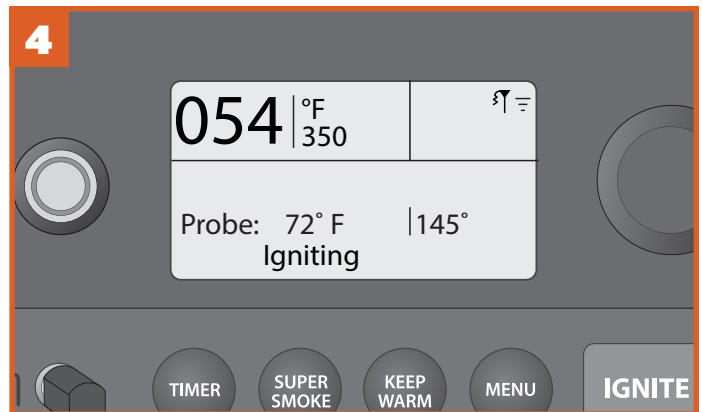 4
054 °F
350
Probe: 72° F 145°
Igniting
TIMER
SUPER
SMOKE
KEEP
WARM
MENU
IGNITE